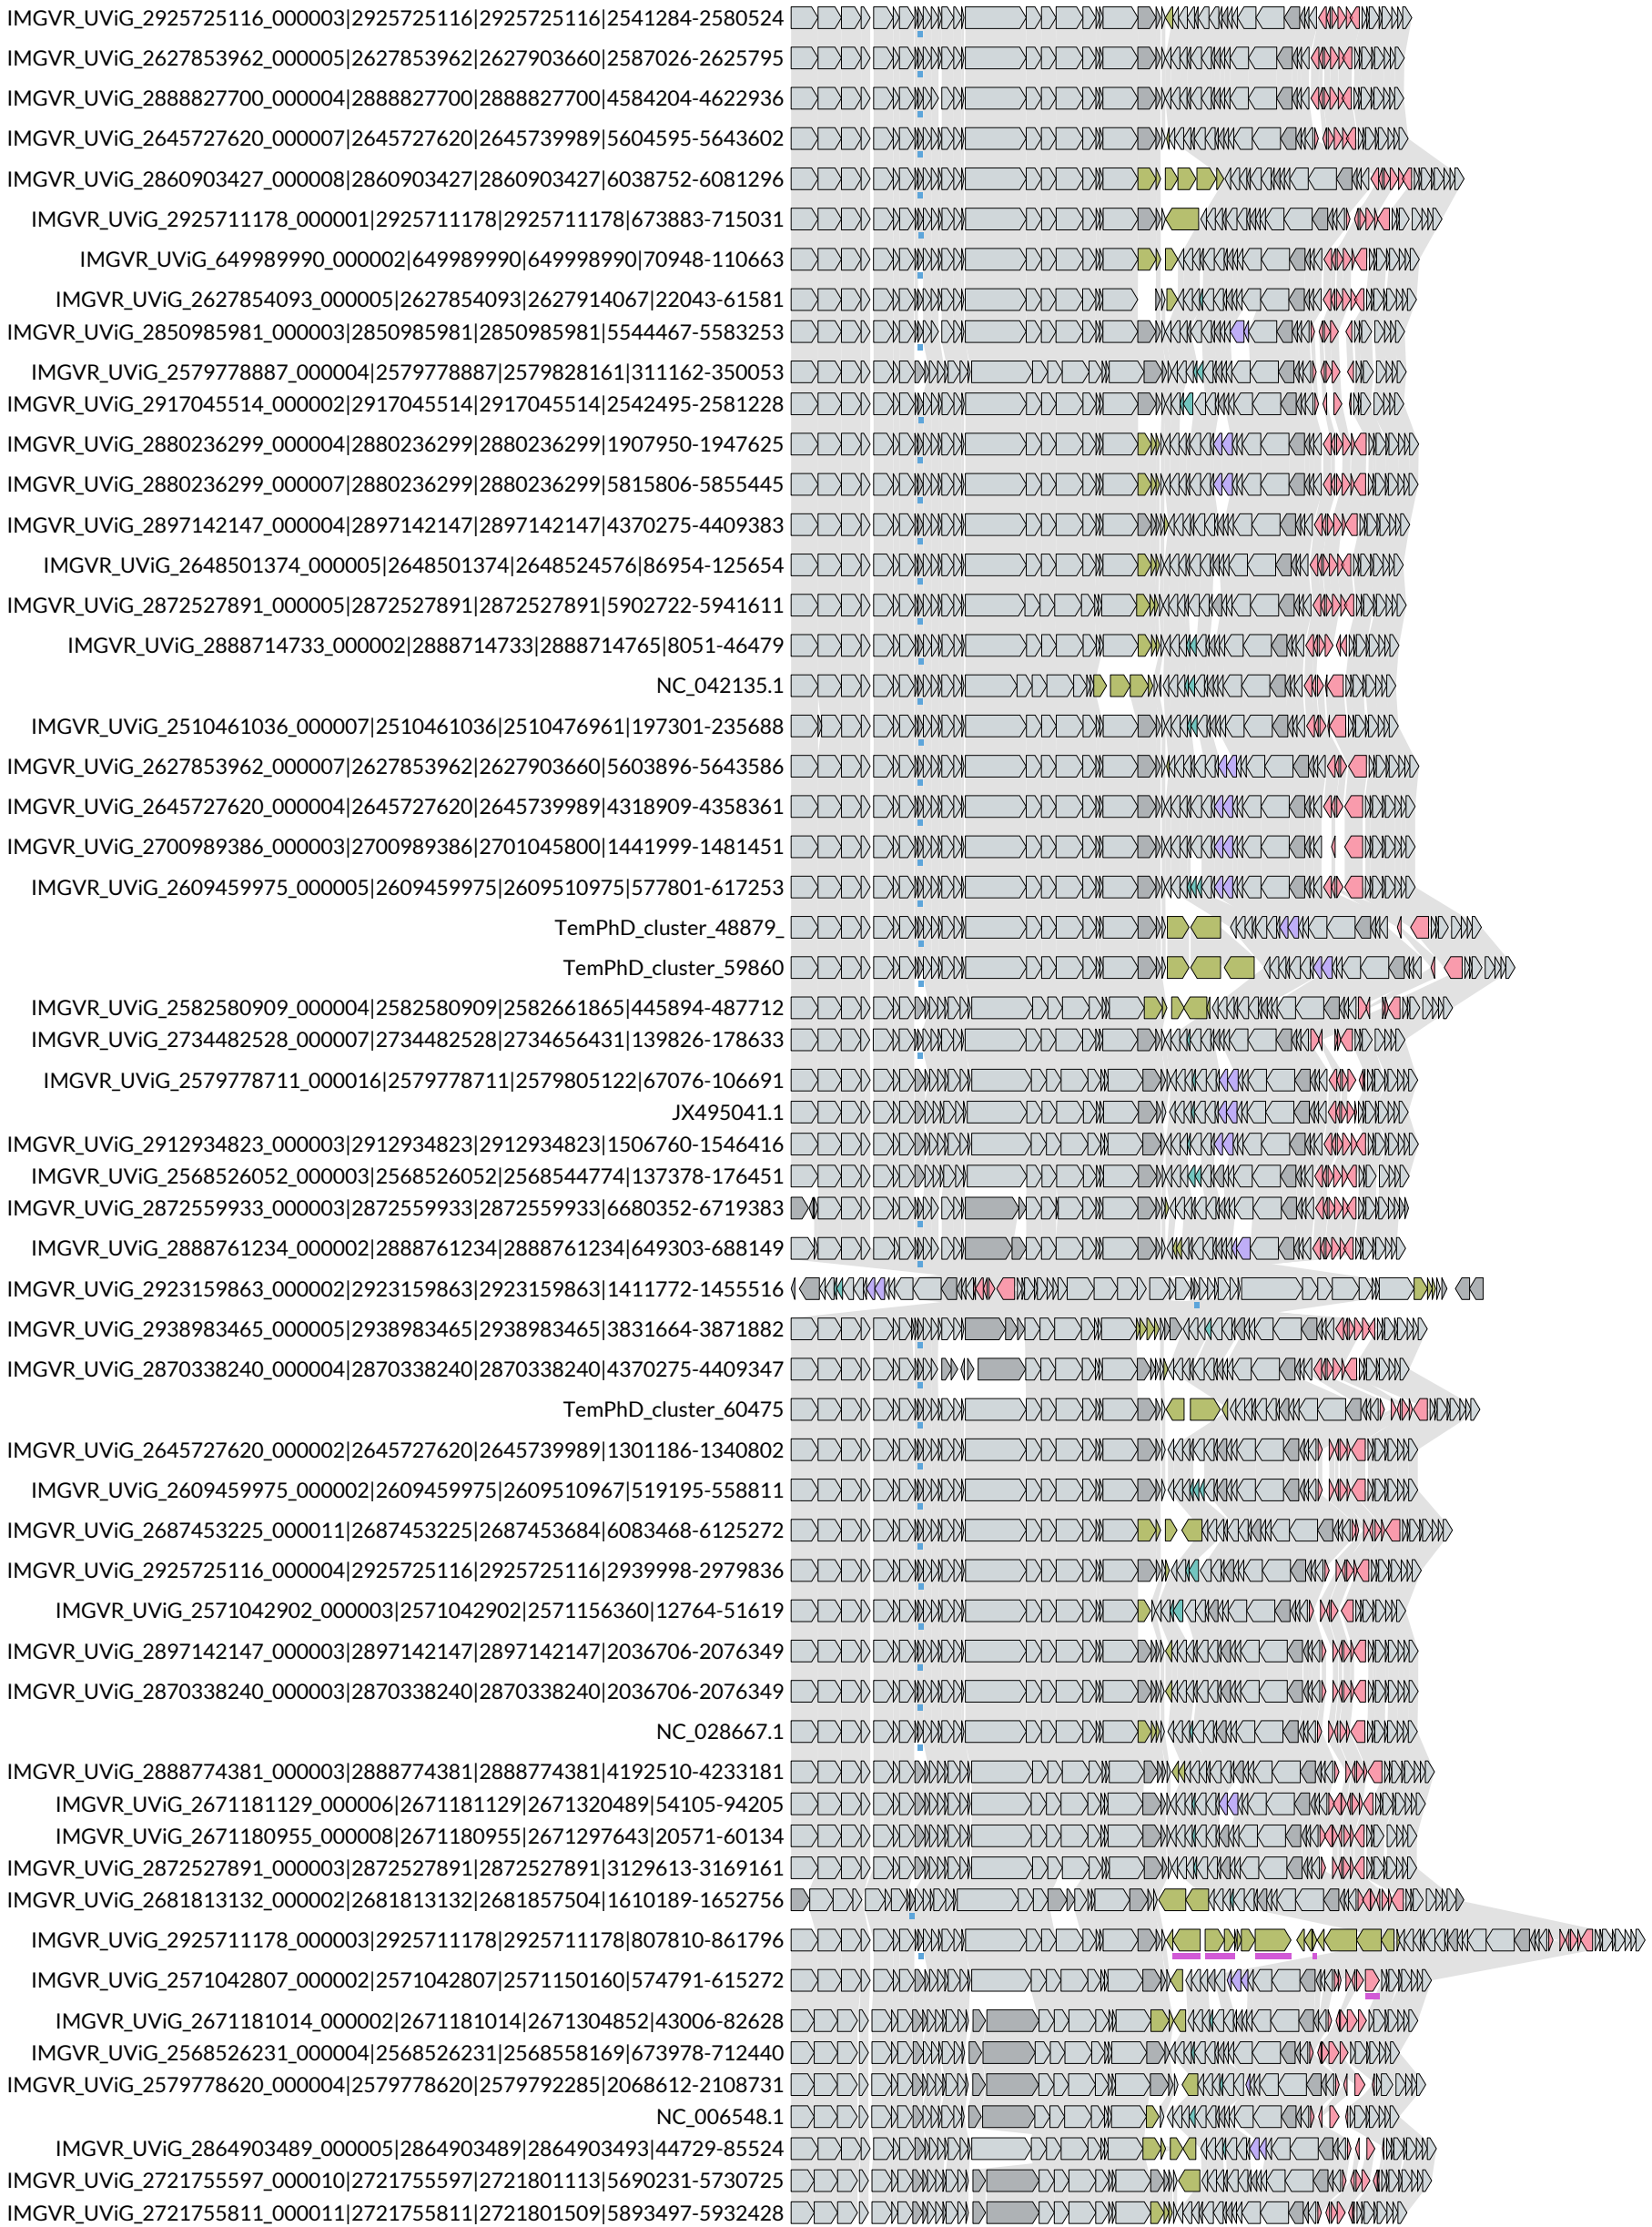 IMGVR_UViG_2925725116_000003|2925725116|2925725116|2541284-2580524
IMGVR_UViG_2627853962_000005|2627853962|2627903660|2587026-2625795
IMGVR_UViG_2888827700_000004|2888827700|2888827700|4584204-4622936
IMGVR_UViG_2645727620_000007|2645727620|2645739989|5604595-5643602
IMGVR_UViG_2860903427_000008|2860903427|2860903427|6038752-6081296
IMGVR_UViG_2925711178_000001|2925711178|2925711178|673883-715031
IMGVR_UViG_649989990_000002|649989990|649998990|70948-110663
IMGVR_UViG_2627854093_000005|2627854093|2627914067|22043-61581
IMGVR_UViG_2850985981_000003|2850985981|2850985981|5544467-5583253
IMGVR_UViG_2579778887_000004|2579778887|2579828161|311162-350053
IMGVR_UViG_2917045514_000002|2917045514|2917045514|2542495-2581228
IMGVR_UViG_2880236299_000004|2880236299|2880236299|1907950-1947625
IMGVR_UViG_2880236299_000007|2880236299|2880236299|5815806-5855445
IMGVR_UViG_2897142147_000004|2897142147|2897142147|4370275-4409383
IMGVR_UViG_2648501374_000005|2648501374|2648524576|86954-125654
IMGVR_UViG_2872527891_000005|2872527891|2872527891|5902722-5941611
IMGVR_UViG_2888714733_000002|2888714733|2888714765|8051-46479
NC_042135.1
IMGVR_UViG_2510461036_000007|2510461036|2510476961|197301-235688
IMGVR_UViG_2627853962_000007|2627853962|2627903660|5603896-5643586
IMGVR_UViG_2645727620_000004|2645727620|2645739989|4318909-4358361
IMGVR_UViG_2700989386_000003|2700989386|2701045800|1441999-1481451
IMGVR_UViG_2609459975_000005|2609459975|2609510975|577801-617253
TemPhD_cluster_48879_
TemPhD_cluster_59860
IMGVR_UViG_2582580909_000004|2582580909|2582661865|445894-487712
IMGVR_UViG_2734482528_000007|2734482528|2734656431|139826-178633
IMGVR_UViG_2579778711_000016|2579778711|2579805122|67076-106691
JX495041.1
IMGVR_UViG_2912934823_000003|2912934823|2912934823|1506760-1546416
IMGVR_UViG_2568526052_000003|2568526052|2568544774|137378-176451
IMGVR_UViG_2872559933_000003|2872559933|2872559933|6680352-6719383
IMGVR_UViG_2888761234_000002|2888761234|2888761234|649303-688149
IMGVR_UViG_2923159863_000002|2923159863|2923159863|1411772-1455516
IMGVR_UViG_2938983465_000005|2938983465|2938983465|3831664-3871882
IMGVR_UViG_2870338240_000004|2870338240|2870338240|4370275-4409347
TemPhD_cluster_60475
IMGVR_UViG_2645727620_000002|2645727620|2645739989|1301186-1340802
IMGVR_UViG_2609459975_000002|2609459975|2609510967|519195-558811
IMGVR_UViG_2687453225_000011|2687453225|2687453684|6083468-6125272
IMGVR_UViG_2925725116_000004|2925725116|2925725116|2939998-2979836
IMGVR_UViG_2571042902_000003|2571042902|2571156360|12764-51619
IMGVR_UViG_2897142147_000003|2897142147|2897142147|2036706-2076349
IMGVR_UViG_2870338240_000003|2870338240|2870338240|2036706-2076349
NC_028667.1
IMGVR_UViG_2888774381_000003|2888774381|2888774381|4192510-4233181
IMGVR_UViG_2671181129_000006|2671181129|2671320489|54105-94205
IMGVR_UViG_2671180955_000008|2671180955|2671297643|20571-60134
IMGVR_UViG_2872527891_000003|2872527891|2872527891|3129613-3169161
IMGVR_UViG_2681813132_000002|2681813132|2681857504|1610189-1652756
IMGVR_UViG_2925711178_000003|2925711178|2925711178|807810-861796
IMGVR_UViG_2571042807_000002|2571042807|2571150160|574791-615272
IMGVR_UViG_2671181014_000002|2671181014|2671304852|43006-82628
IMGVR_UViG_2568526231_000004|2568526231|2568558169|673978-712440
IMGVR_UViG_2579778620_000004|2579778620|2579792285|2068612-2108731
NC_006548.1
IMGVR_UViG_2864903489_000005|2864903489|2864903493|44729-85524
IMGVR_UViG_2721755597_000010|2721755597|2721801113|5690231-5730725
IMGVR_UViG_2721755811_000011|2721755811|2721801509|5893497-5932428